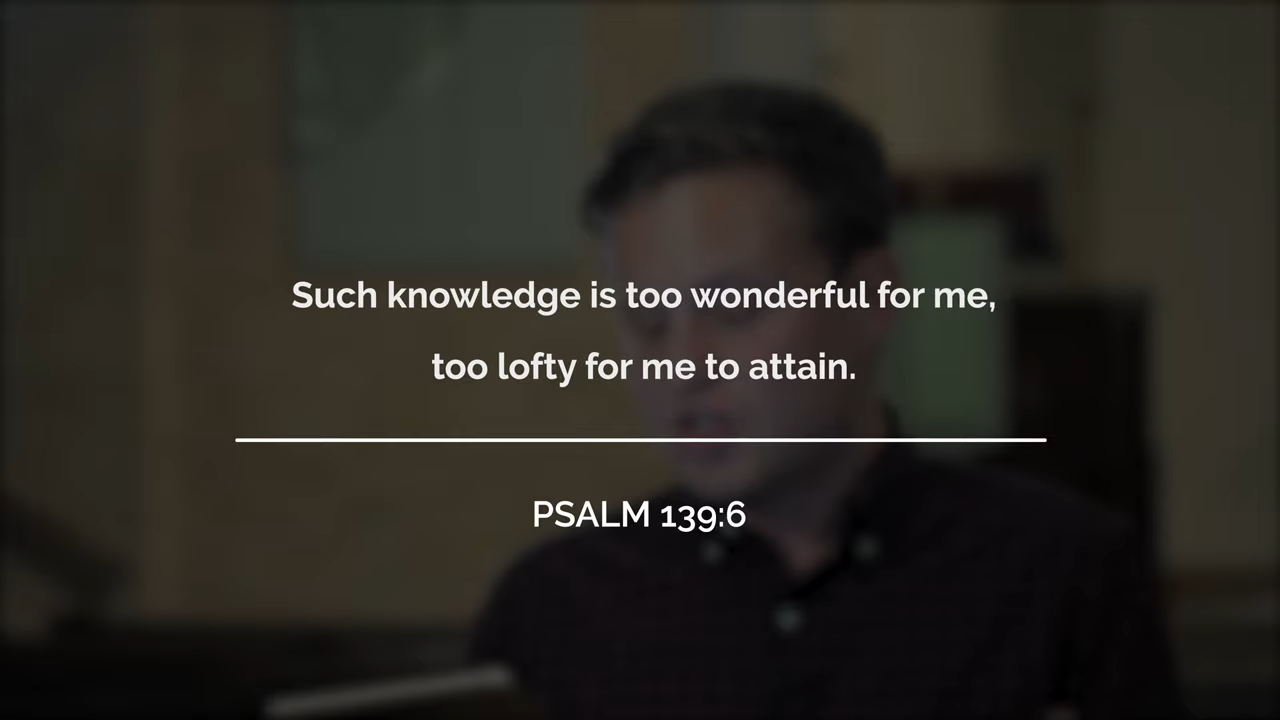 Such knowledge is too wonderful for me,
too lofty for me to attain.
PSALM 139:6